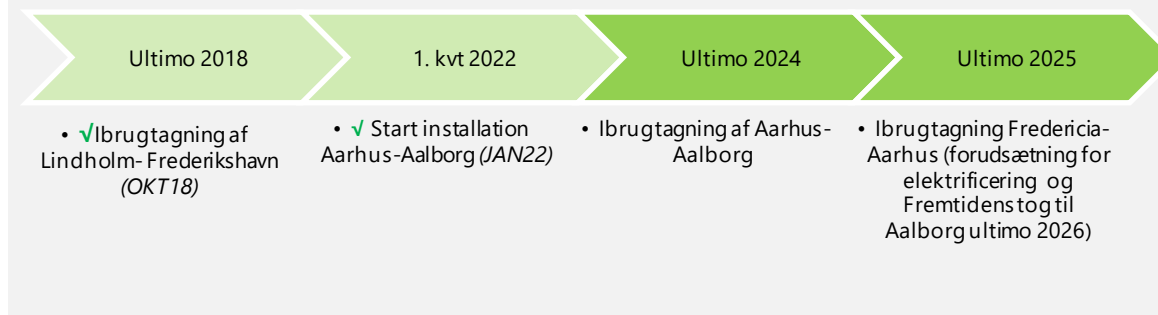 Ultimo 2018
1. kvt 2022
Ultimo 2024
Ultimo 2025
• √Ibrugtagning af
Lindholm- Frederikshavn
(OKT18)
• √ Start installation
Aarhus-Aarhus-Aalborg (JAN22)
• Ibrugtagning af Aarhus-
Aalborg
• Ibrugtagning Fredericia-
Aarhus (forudsætning for
elektrificering og
Fremtidens tog til
Aalborg ultimo 2026)